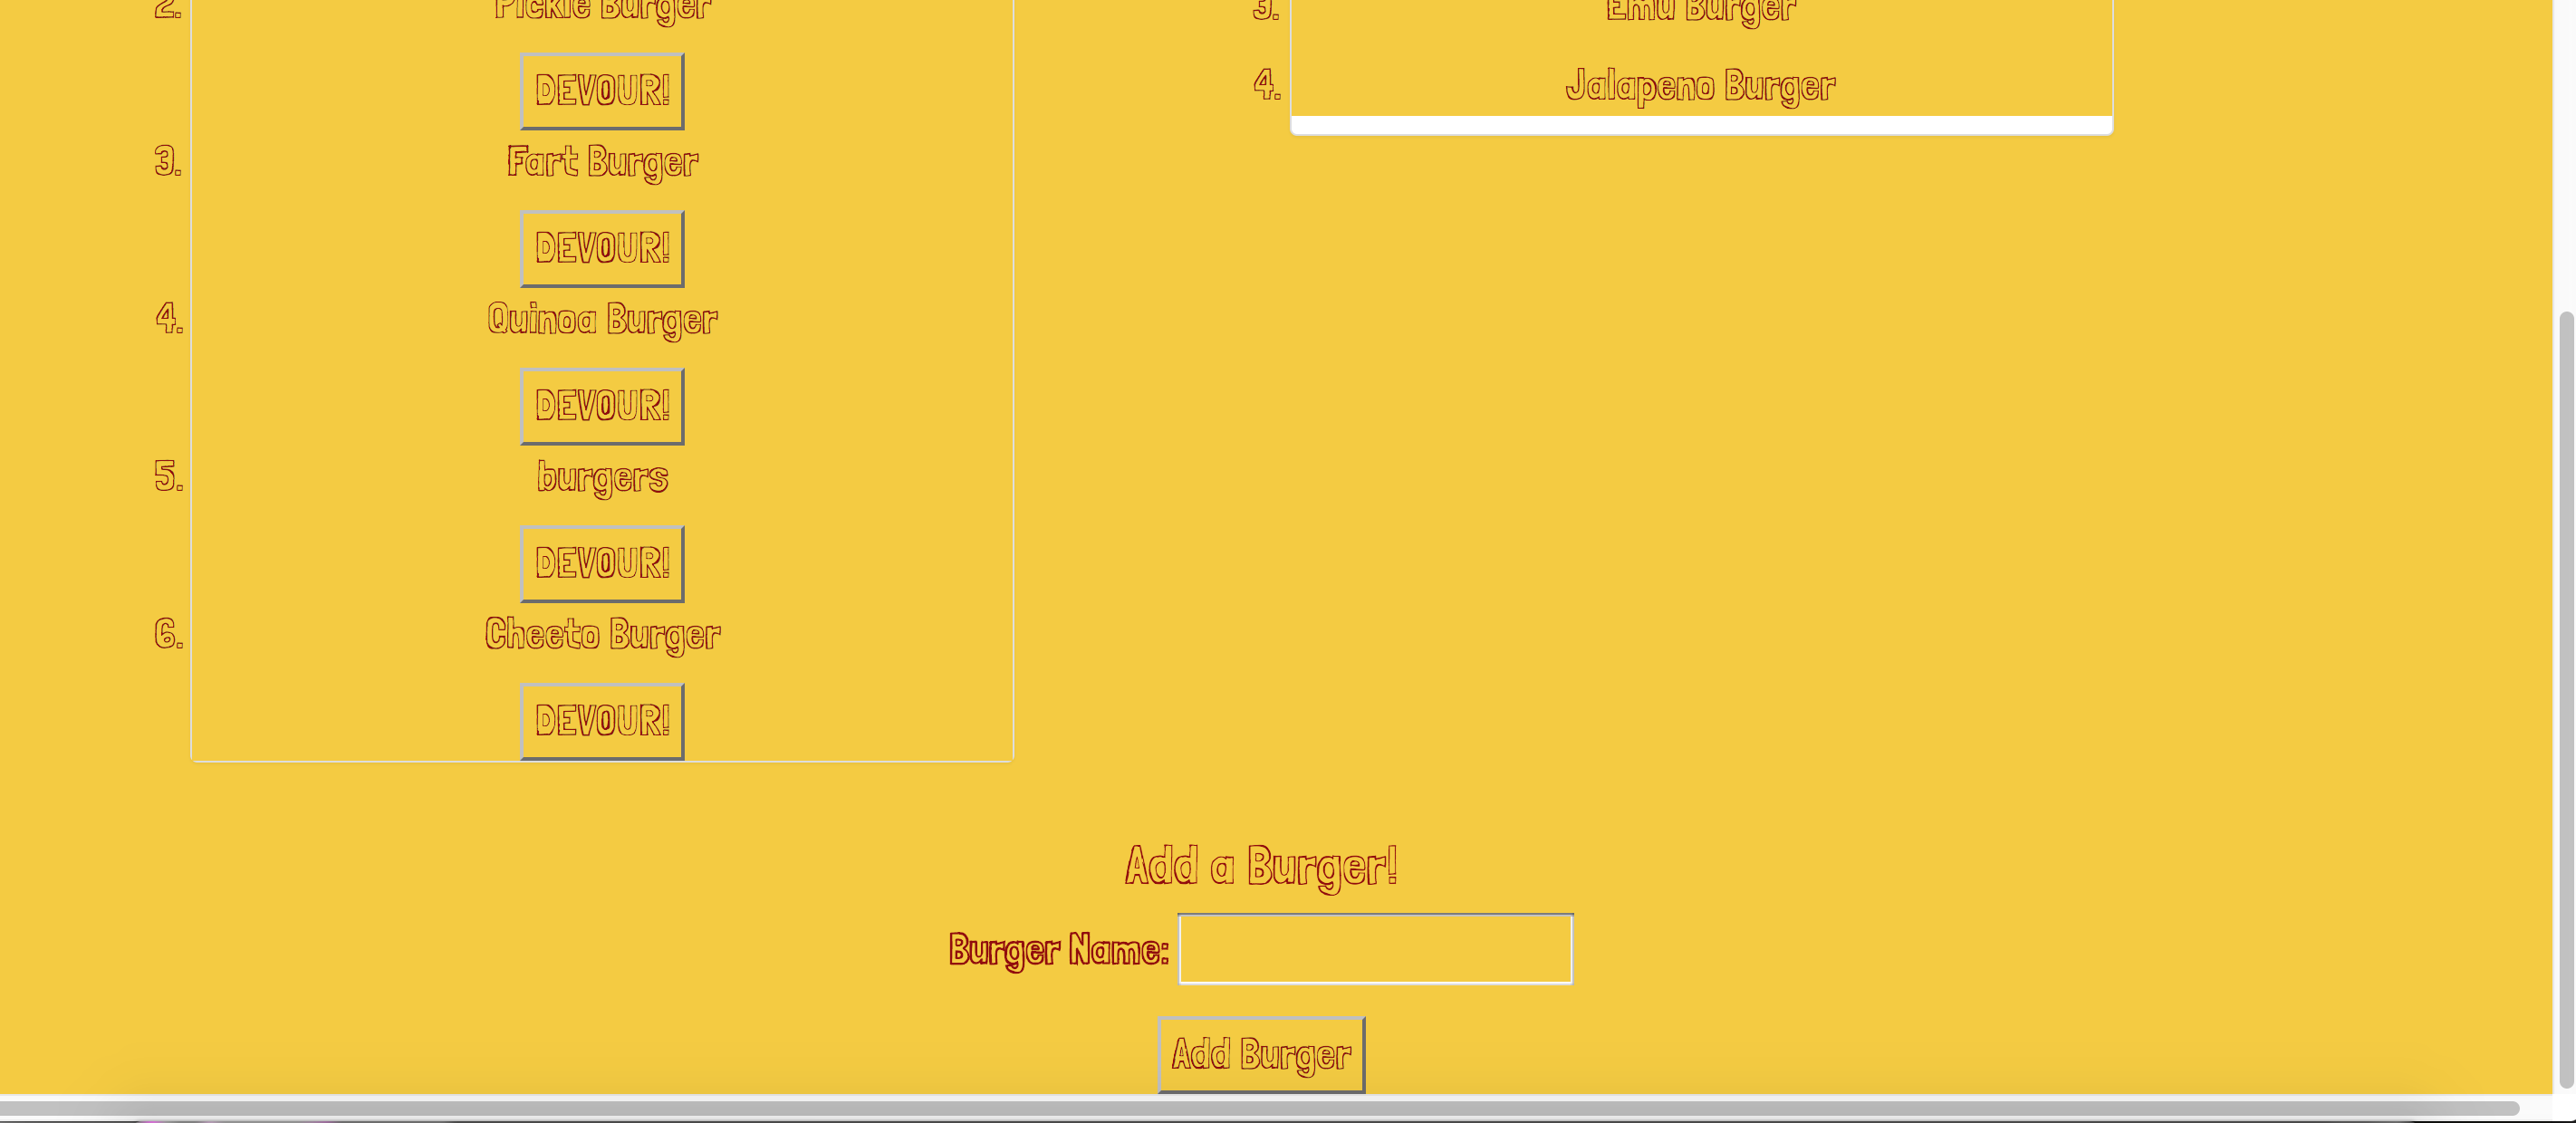 2. Pickle Burger
DEVOUR!
3. Fart Burger
DEVOUR!
4. Quinoa Burger
DEVOUR!
5. burgers
DEVOUR!
6. Cheeto Burger
DEVOUR!
3. Emu Burger
4. Jalapeno Burger
Add a Burger!
Burger Name:
Add Burger